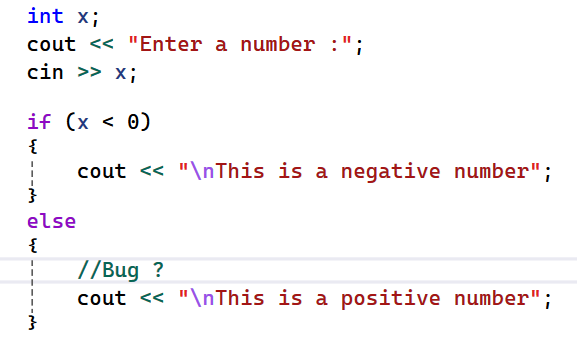 int x;
cout << "Enter a number :";
cin >> x;
if (x < 0)
{
cout << "\nThis is a negative number";
}
else
{
//Bug ?
cout << "\nThis is a positive number";
}